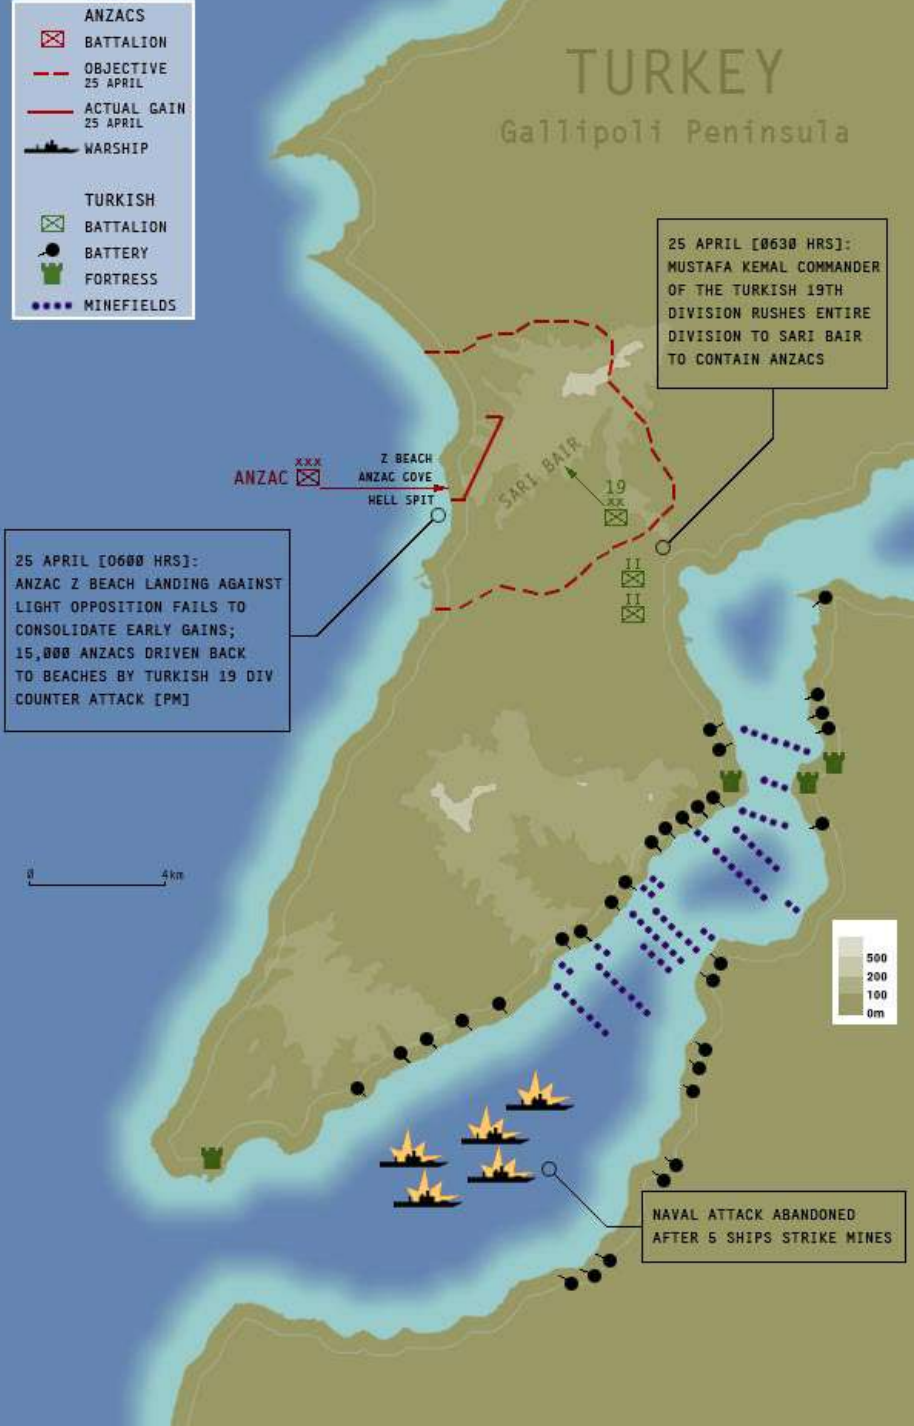 ANZACS
BATTALION
OBJECTIVE
25 APRIL
ACTUAL GAIN
25 APRIL
WARSHIP
TURKISH
BATTALION
BATTERY
FORTRESS
MINEFIELDS
TURKEY
Gallipoli Peninsula
25 APRIL [0630 HRS]:
MUSTAFA KEMAL COMMANDER
OF THE TURKISH 19TH
DIVISION RUSHES ENTIRE
DIVISION TO SARI BAIR
TO CONTAIN ANZACS
XXX
ANZAC
Z BEACH
ANZAC COVE
HELL SPIT
SARI BAIR
19
XX
II
II
25 APRIL [0600 HRS]:
ANZAC Z BEACH LANDING AGAINST
LIGHT OPPOSITION FAILS TO
CONSOLIDATE EARLY GAINS;
15,000 ANZACS DRIVEN BACK
TO BEACHES BY TURKISH 19 DIV
COUNTER ATTACK [PM]
0 4km
500
200
100
0m
NAVAL ATTACK ABANDONED
AFTER 5 SHIPS STRIKE MINES